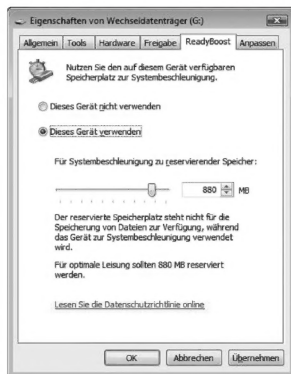 Eigenschaften von Wechseldatenträger (G:)
Allgemein Tools Hardware Freigabe ReadyBoost Anpassen
Nutzen Sie den auf diesem Gerät verfügbaren
Speicherplatz zur Systembeschleunigung.
Dieses Gerät nicht verwenden
Dieses Gerät verwenden
Für Systembeschleunigung zu reservierender Speicher:
880 MB
Der reservierte Speicherplatz steht nicht für die
Speicherung von Dateien zur Verfügung, während
das Gerät zur Systembeschleunigung verwendet
wird.
Für optimale Leisung sollten 880 MB reserviert
werden.
Lesen Sie die Datenschutzrichtlinie online
OK Abbrechen Übernehmen